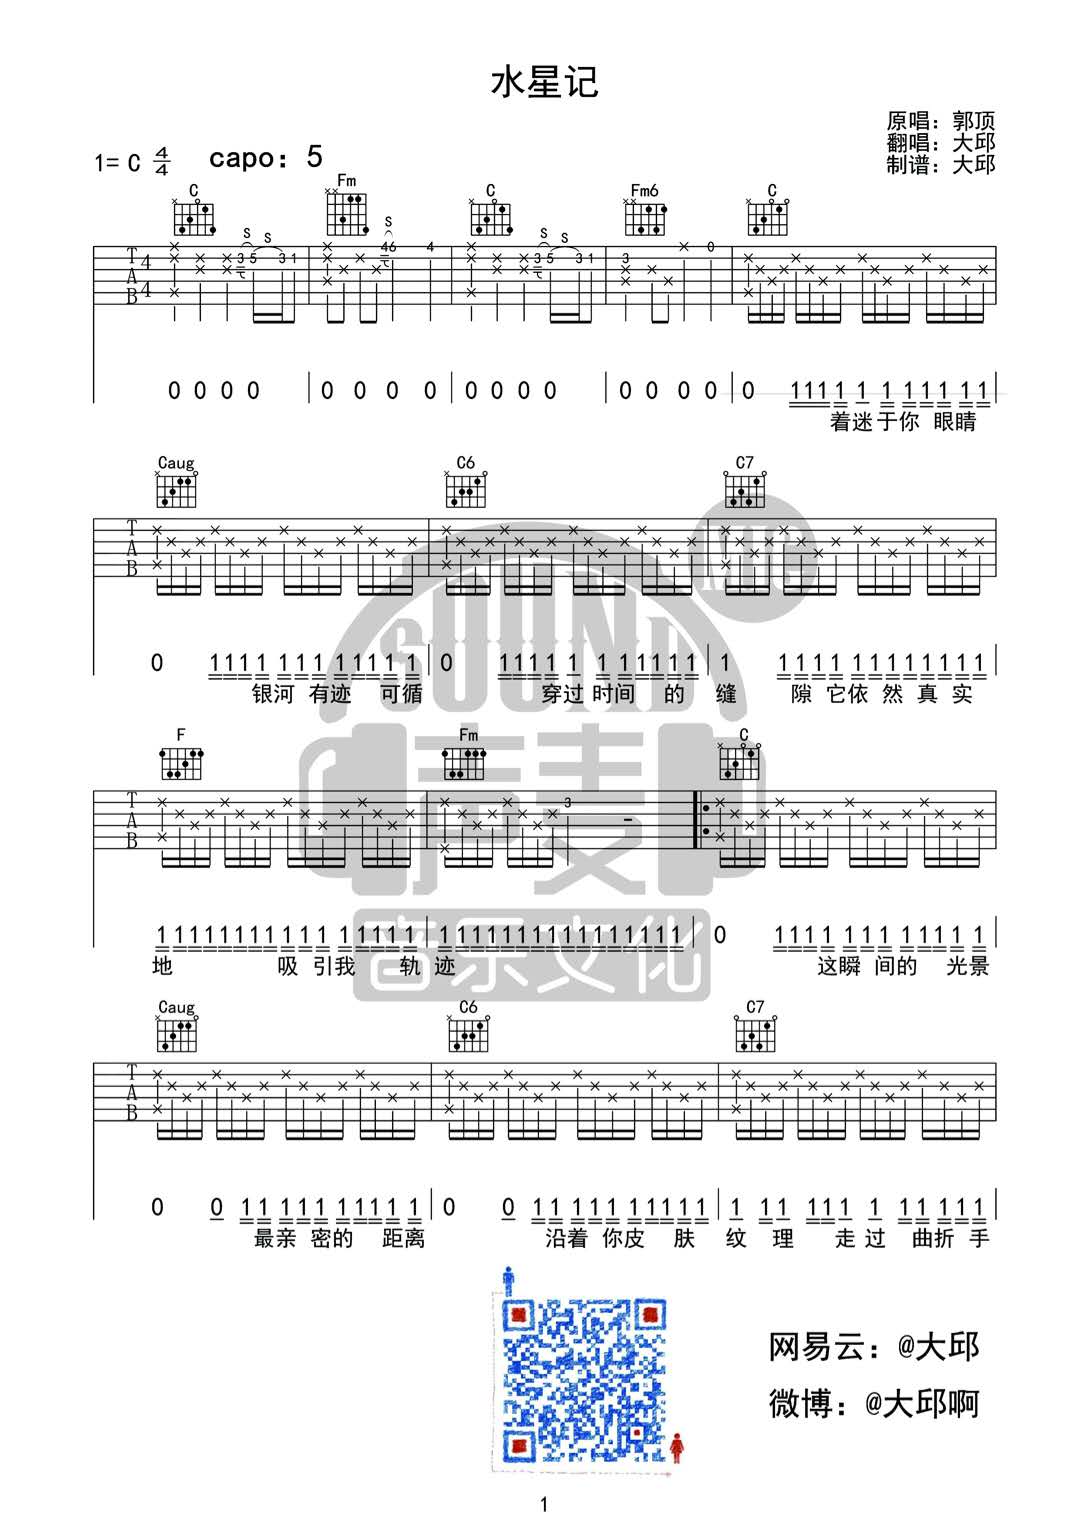 水星记
原唱：郭顶
翻唱：大邱
制谱：大邱
1= C 4/4 capo：5
C Fm C Fm6 C
S S S S S
3 5 3 1 46 4 3 5 3 1 3 0
T A B 4 4
0 0 0 0 0 0 0 0 0 0 0 0 0 0 0 0 0 1 1 1 1 1 1 1 1 1 1 1
着迷于你 眼睛
Caug C6 C7
T A B
0 1 1 1 1 1 1 1 1 1 1 1 1 0 1 1 1 1 1 1 1 1 1 1 1 1 1 1 1 1 1 1 1 1 1 1 1 1 1
银河 有迹 可循 穿过时间 的 缝 隙 它依 然 真 实
F Fm C
T A B 3 -
1 1 1 1 1 1 1 1 1 1 1 1 1 1 1 1 1 1 1 1 1 1 1 1 1 1 1 1 1 1 1 1 0 1 1 1 1 1 1 1 1 1 1 1 1
地 吸 引我 轨 迹 这瞬 间的 光景
Caug C6 C7
T A B
0 0 1 1 1 1 1 1 1 1 1 1 0 0 1 1 1 1 1 1 1 1 1 1 1 1 1 1 1 1 1 1 1 1 1
最亲 密的 距离 沿着 你皮 肤 纹 理 走 过 曲折 手
SOUND MIC
声麦
音乐文化
网易云：@大邱
微博：@大邱啊
1